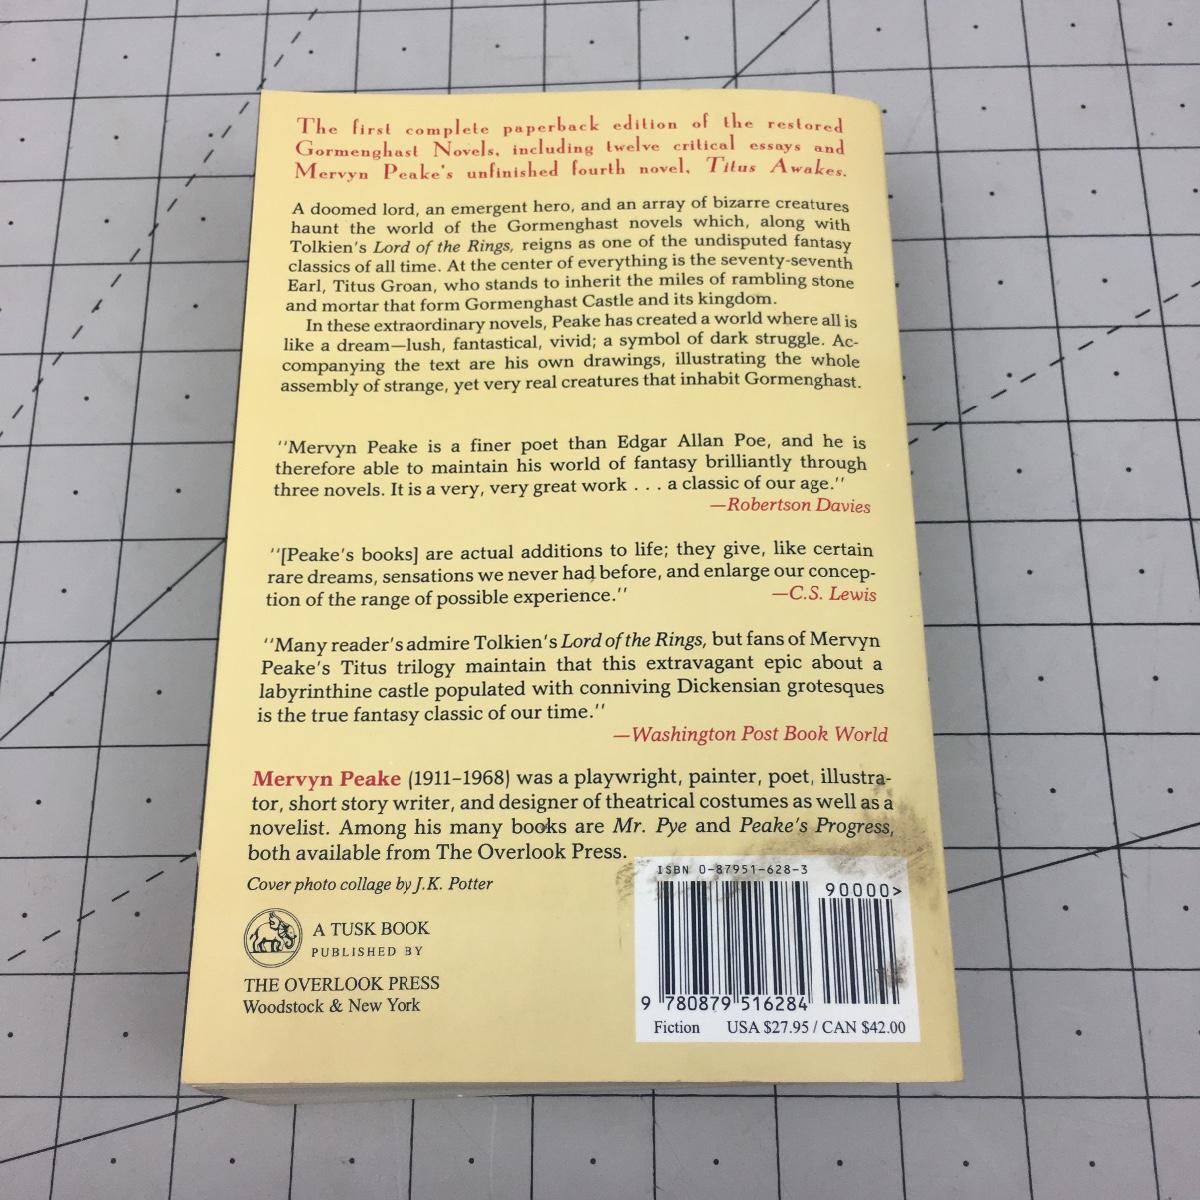 The first complete paperback edition of the restored
Gormenghast Novels, including twelve critical essays and
Mervyn Peake's unfinished fourth novel, Titus Awakes.
A doomed lord, an emergent hero, and an array of bizarre creatures
haunt the world of the Gormenghast novels which, along with
Tolkien's Lord of the Rings, reigns as one of the undisputed fantasy
classics of all time. At the center of everything is the seventy-seventh
Earl, Titus Groan, who stands to inherit the miles of rambling stone
and mortar that form Gormenghast Castle and its kingdom.
In these extraordinary novels, Peake has created a world where all is
like a dream—lush, fantastical, vivid; a symbol of dark struggle. Ac-
companying the text are his own drawings, illustrating the whole
assembly of strange, yet very real creatures that inhabit Gormenghast.
''Mervyn Peake is a finer poet than Edgar Allan Poe, and he is
therefore able to maintain his world of fantasy brilliantly through
three novels. It is a very, very great work . . . a classic of our age.''
—Robertson Davies
''[Peake's books] are actual additions to life; they give, like certain
rare dreams, sensations we never had before, and enlarge our concep-
tion of the range of possible experience.'' —C.S. Lewis
''Many reader's admire Tolkien's Lord of the Rings, but fans of Mervyn
Peake's Titus trilogy maintain that this extravagant epic about a
labyrinthine castle populated with conniving Dickensian grotesques
is the true fantasy classic of our time.''
—Washington Post Book World
Mervyn Peake (1911–1968) was a playwright, painter, poet, illustra-
tor, short story writer, and designer of theatrical costumes as well as a
novelist. Among his many books are Mr. Pye and Peake's Progress,
both available from The Overlook Press.
Cover photo collage by J.K. Potter
A TUSK BOOK
PUBLISHED BY
THE OVERLOOK PRESS
Woodstock & New York
ISBN 0-87951-628-3
90000>
9 780879 516284
Fiction USA $27.95 / CAN $42.00